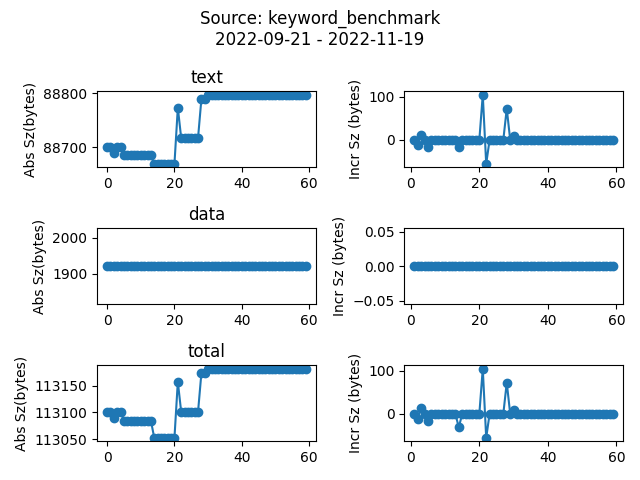 Source: keyword_benchmark
2022-09-21 - 2022-11-19
text
Abs Sz(bytes)
88800
88700
0 20 40 60
Incr Sz (bytes)
100
0
0 20 40 60
data
Abs Sz(bytes)
2000
1900
0 20 40 60
Incr Sz (bytes)
0.05
0.00
−0.05
0 20 40 60
total
Abs Sz(bytes)
113150
113100
113050
0 20 40 60
Incr Sz (bytes)
100
0
0 20 40 60